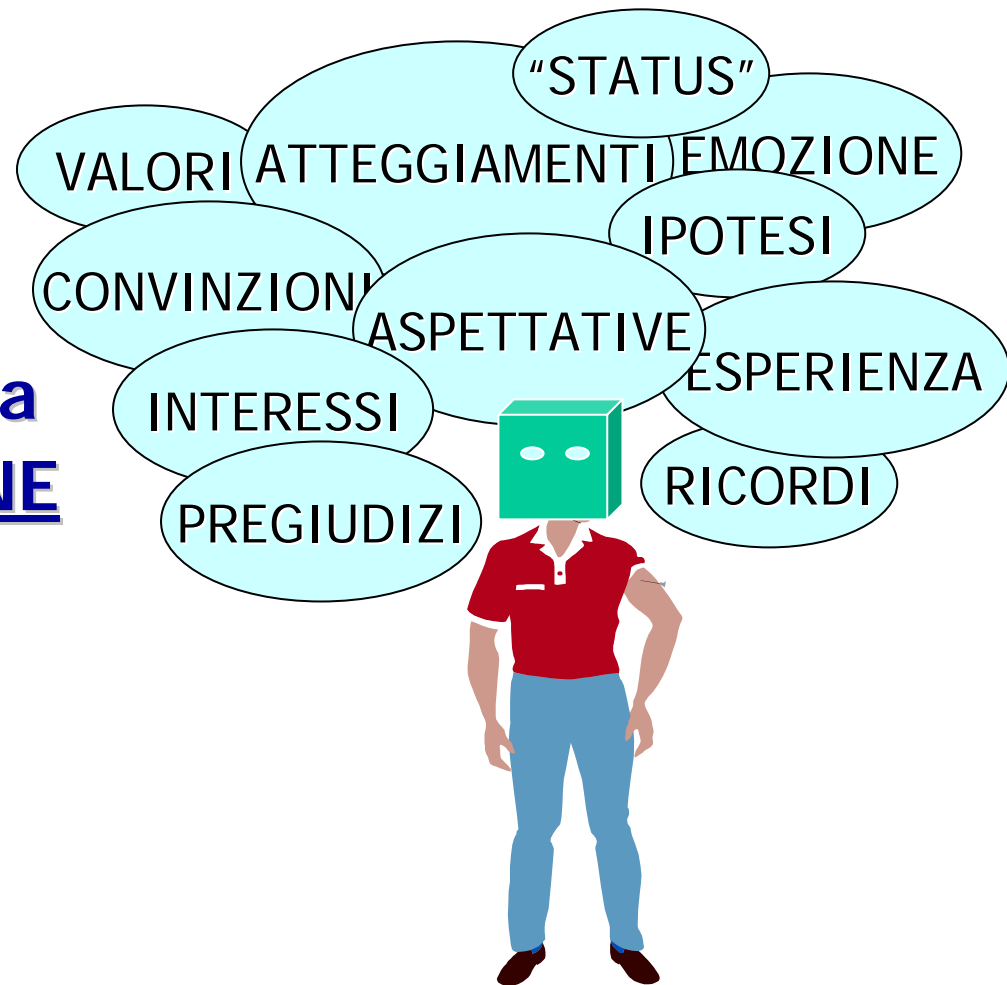 “STATUS”
VALORI
ATTEGGIAMENTI
EMOZIONE
IPOTESI
CONVINZIONI
ASPETTATIVE
ESPERIENZA
a
INTERESSI
NE
RICORDI
PREGIUDIZI